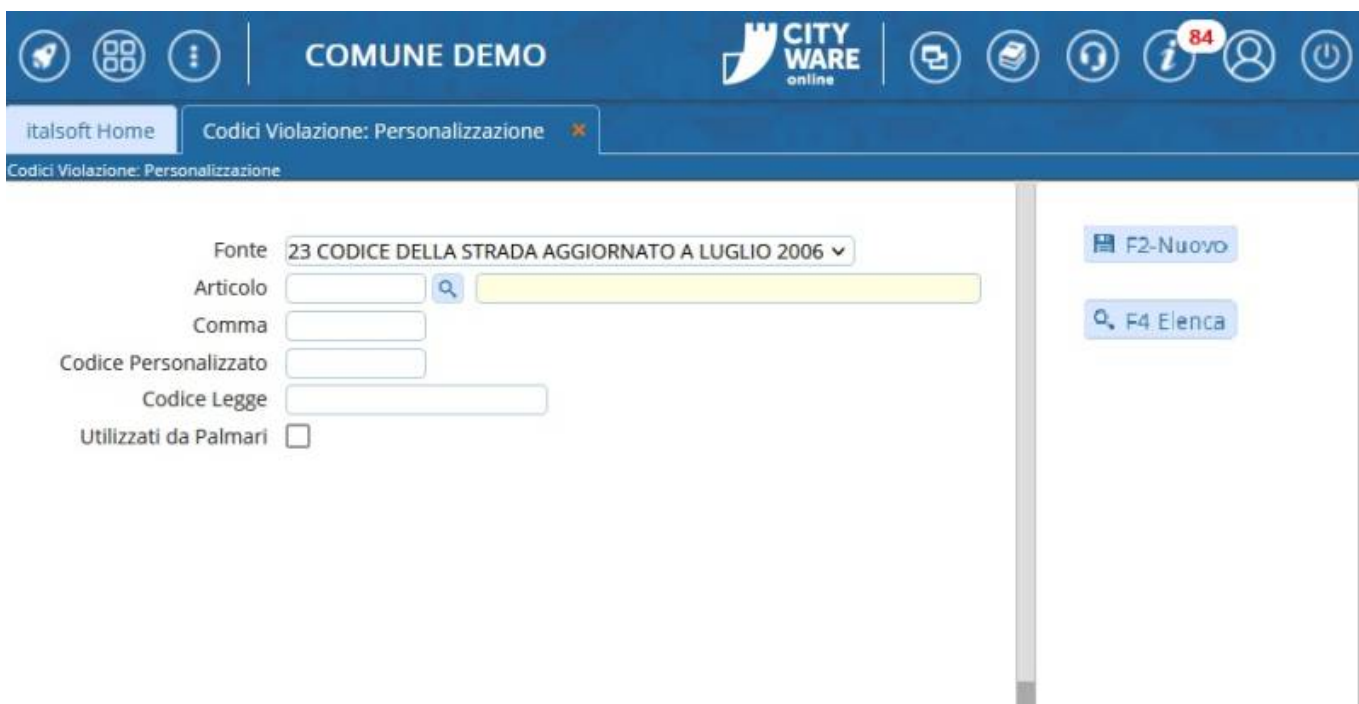 COMUNE DEMO
CITY
WARE
online
i
84
italsoft Home
Codici Violazione: Personalizzazione
Codici Violazione: Personalizzazione
Fonte 23 CODICE DELLA STRADA AGGIORNATO A LUGLIO 2006
Articolo
Comma
Codice Personalizzato
Codice Legge
Utilizzati da Palmari
F2-Nuovo
F4 Elenca